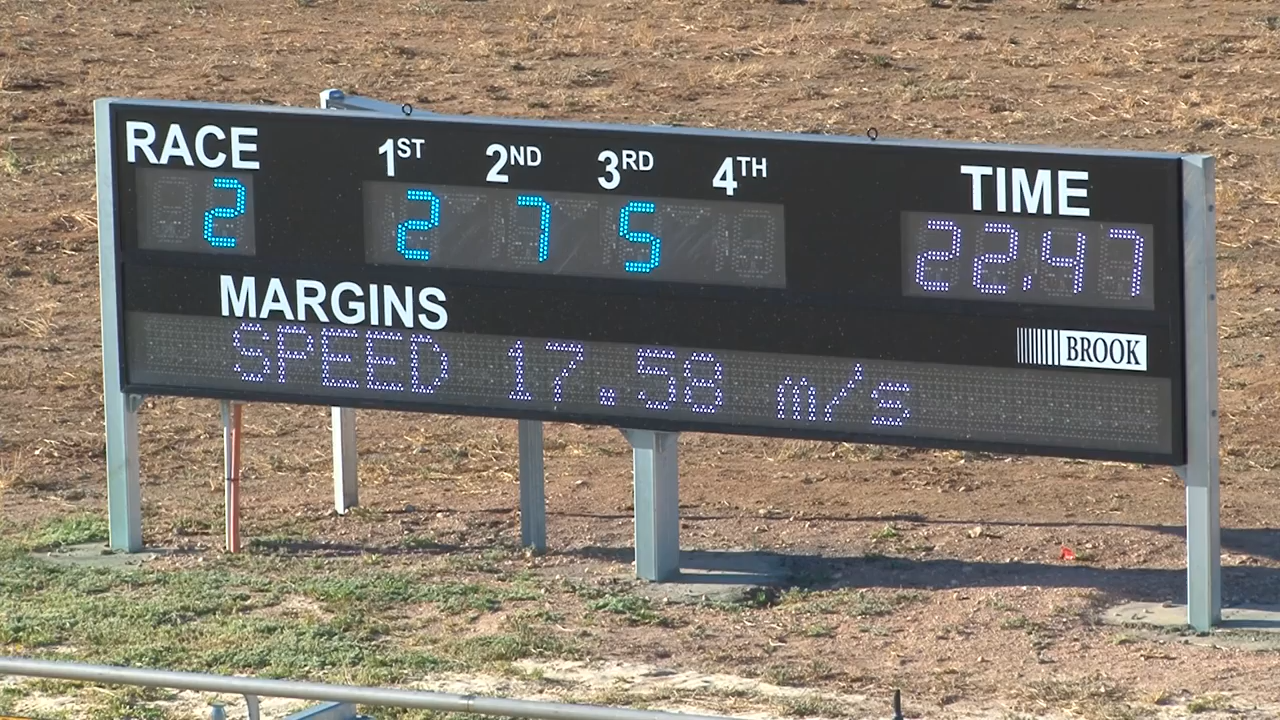 RACE 1ST 2ND 3RD 4TH TIME
2 2 7 5 22.47
MARGINS
BROOK
SPEED 17.58 m/s